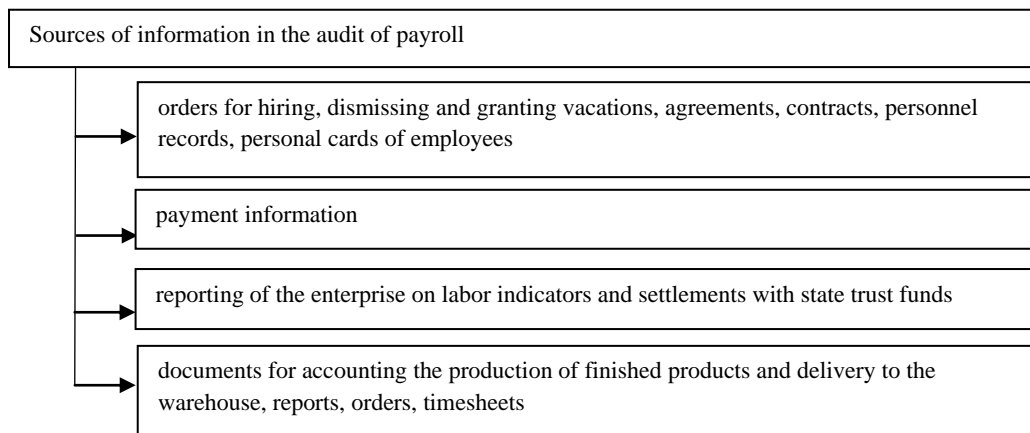 Sources of information in the audit of payroll
orders for hiring, dismissing and granting vacations, agreements, contracts, personnel
records, personal cards of employees
payment information
reporting of the enterprise on labor indicators and settlements with state trust funds
documents for accounting the production of finished products and delivery to the
warehouse, reports, orders, timesheets